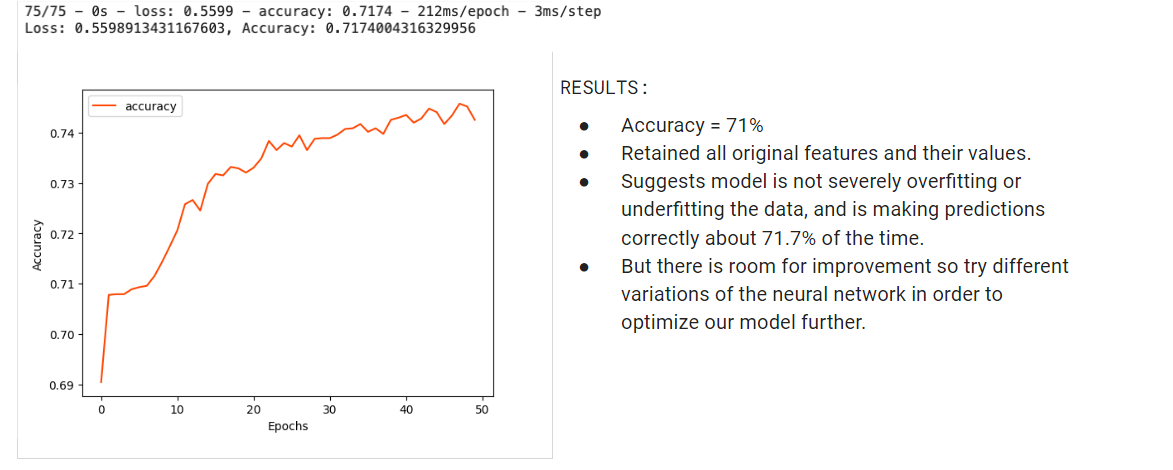 75/75 – 0s – loss: 0.5599 – accuracy: 0.7174 – 212ms/epoch – 3ms/step
Loss: 0.5598913431167603, Accuracy: 0.7174004316329956
accuracy
0.74
0.73
0.72
0.71
0.70
0.69
Accuracy
0 10 20 30 40 50
Epochs
RESULTS:
● Accuracy = 71%
● Retained all original features and their values.
● Suggests model is not severely overfitting or
underfitting the data, and is making predictions
correctly about 71.7% of the time.
● But there is room for improvement so try different
variations of the neural network in order to
optimize our model further.